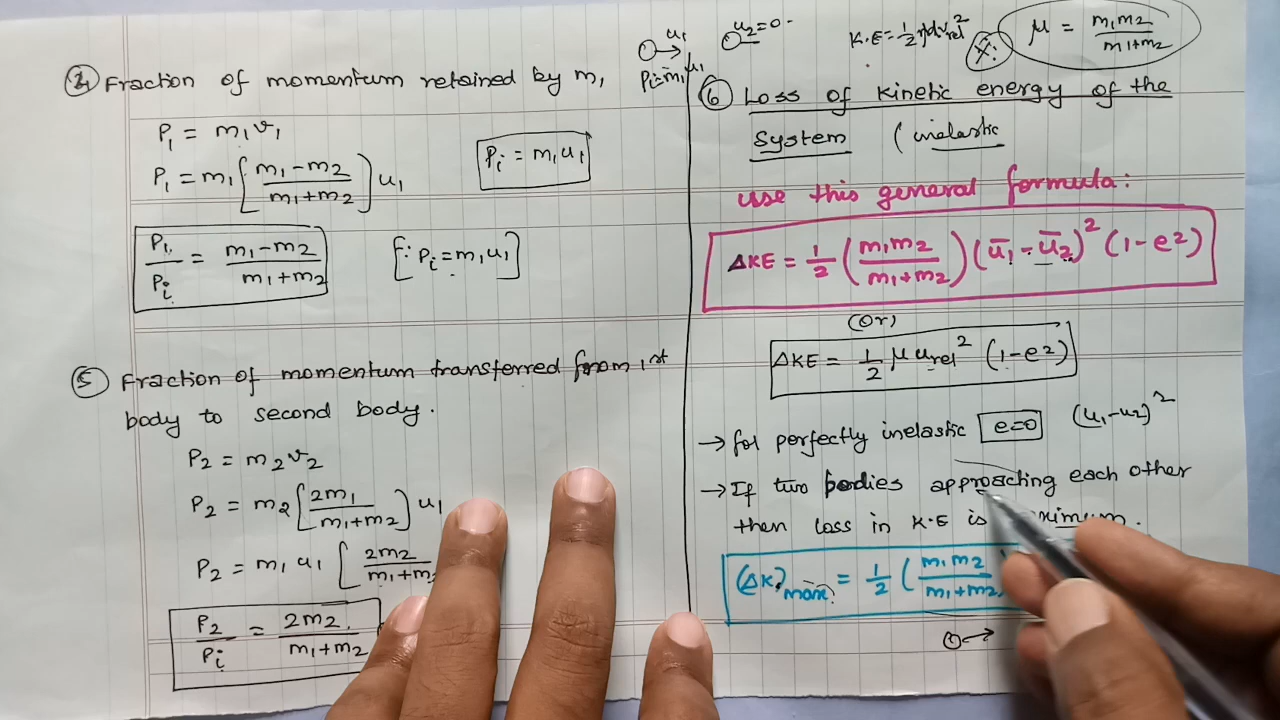 ④ Fraction of momentum retained by m₁
P₁ = m₁v₁
P₁ = m₁[(m₁-m₂)/(m₁+m₂)]u₁
Pᵢ = m₁u₁
P₁/Pᵢ = (m₁-m₂)/(m₁+m₂) [∵ Pᵢ = m₁u₁]
⑤ Fraction of momentum transferred from 1st
body to second body.
P₂ = m₂v₂
P₂ = m₂[2m₁/(m₁+m₂)]u₁
P₂ = m₁u₁[2m₂/(m₁+m₂
P₂/Pᵢ = 2m₂/(m₁+m₂)
u₁
u₂=0
Pᵢ=m₁u₁
K.E=½μv²rel
*: μ = m₁m₂/(m₁+m₂)
⑥ Loss of kinetic energy of the
System (inelastic
use this general formula:
ΔKE = ½(m₁m₂/(m₁+m₂))(ū₁-ū₂)²(1-e²)
(Or)
ΔKE = ½ μ u²rel (1-e²)
→ for perfectly inelastic e=0 (u₁-u₂)²
→ If two bodies approaching each other
then loss in K.E is
(ΔK)max = ½(m₁m₂/(m₁+m₂)